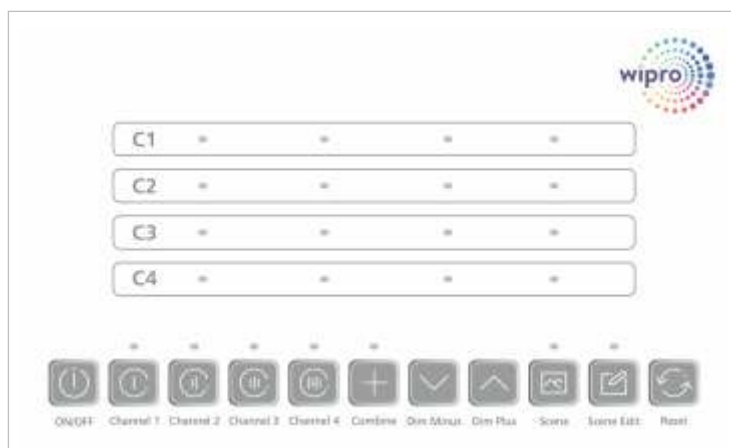 wipro
C1
C2
C3
C4
ON/OFF Channel 1 Channel 2 Channel 3 Channel 4 Combine Dim Minus Dim Plus Scene Scene Edit Reset